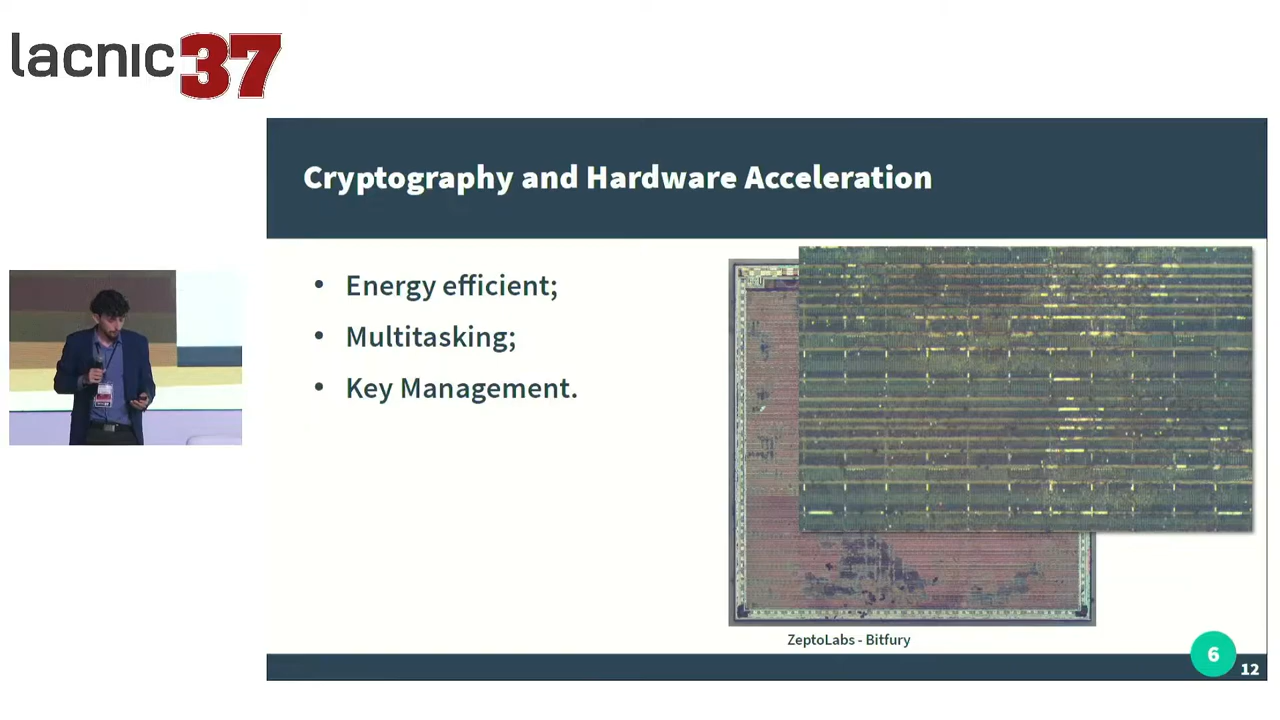 lacnic37
Cryptography and Hardware Acceleration
• Energy efficient;
• Multitasking;
• Key Management.
ZeptoLabs - Bitfury
6
12